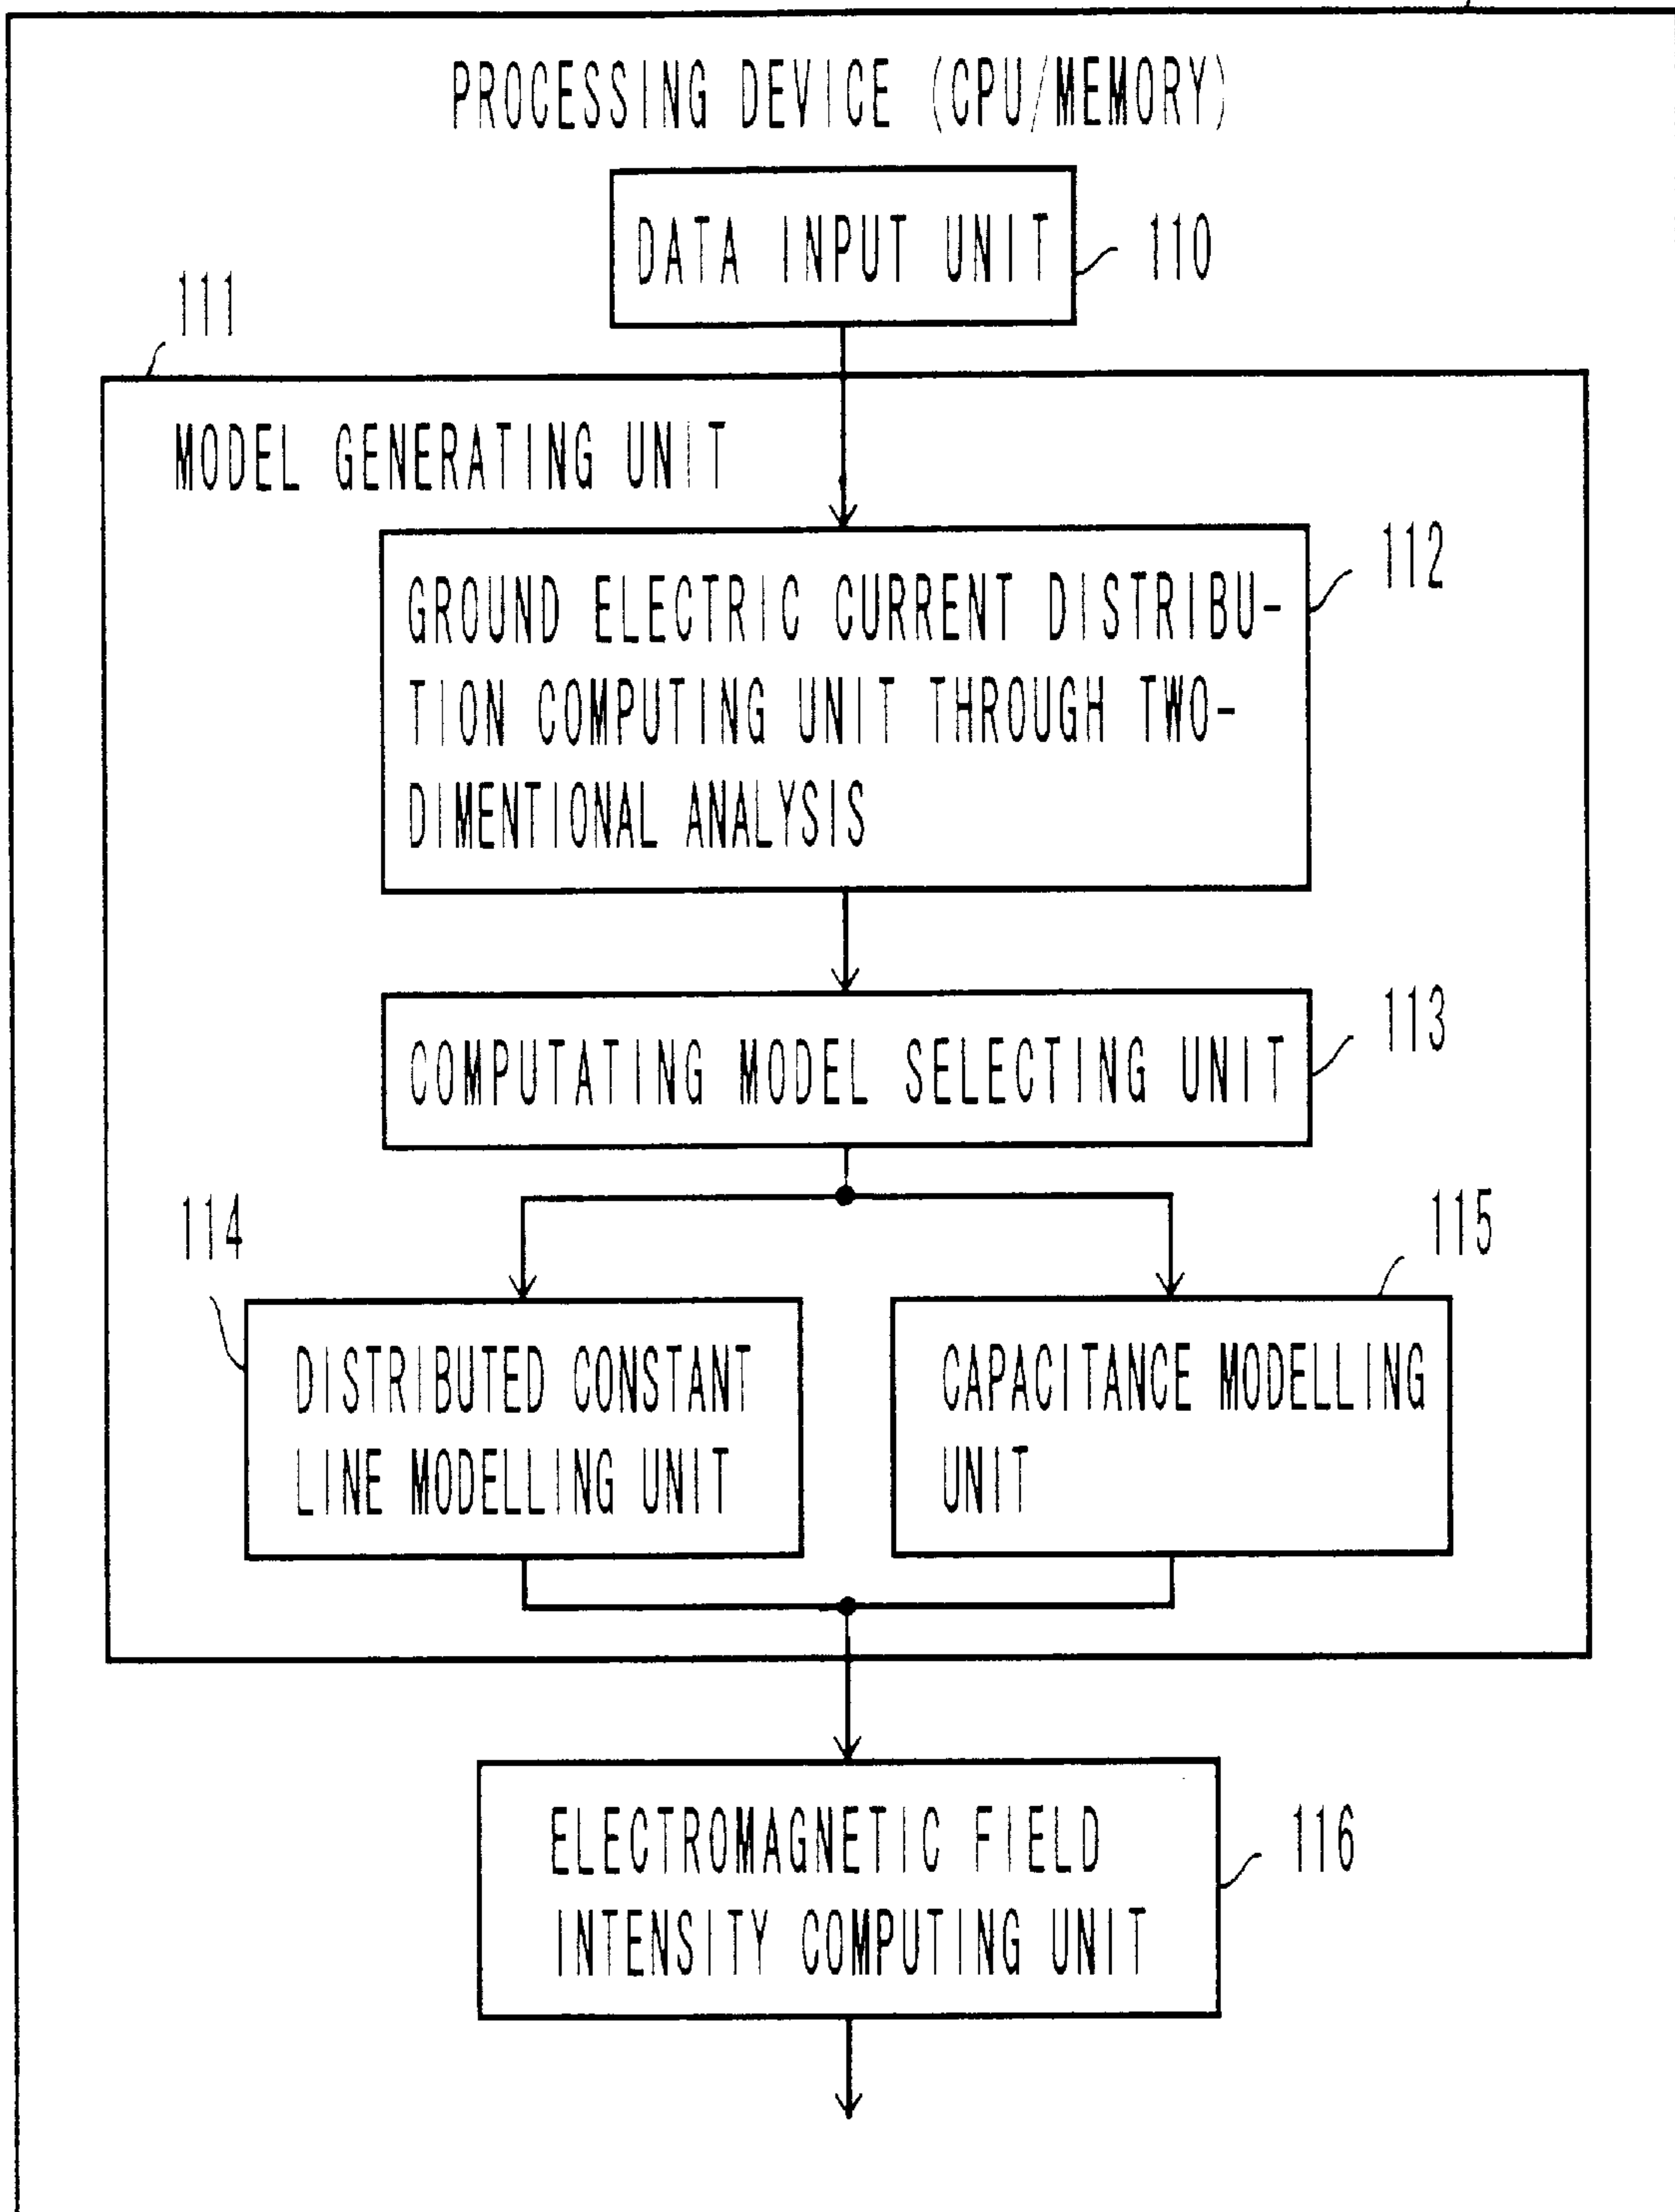 PROCESSING DEVICE (CPU/MEMORY)
DATA INPUT UNIT
110
111
MODEL GENERATING UNIT
112
GROUND ELECTRIC CURRENT DISTRIBU-
TION COMPUTING UNIT THROUGH TWO-
DIMENTIONAL ANALYSIS
113
COMPUTATING MODEL SELECTING UNIT
114
115
DISTRIBUTED CONSTANT
LINE MODELLING UNIT
CAPACITANCE MODELLING
UNIT
ELECTROMAGNETIC FIELD
INTENSITY COMPUTING UNIT
116